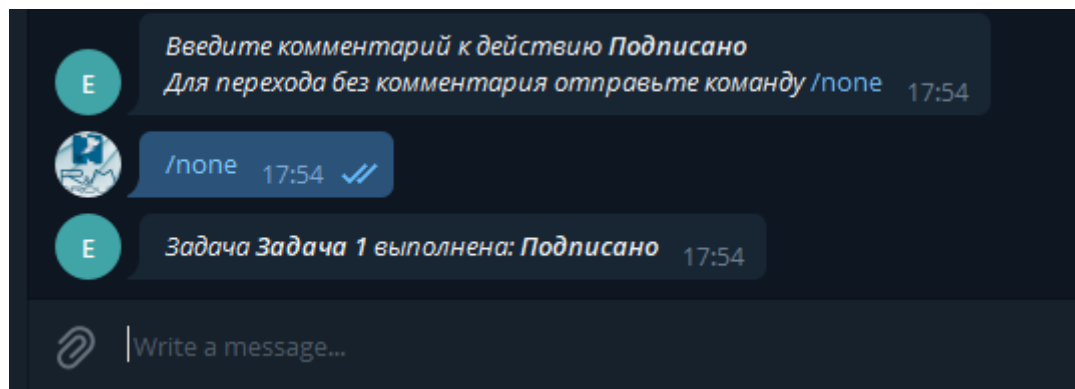 Введите комментарий к действию Подписано
Для перехода без комментария отправьте команду /none 17:54
E
/none 17:54
RVM
Задача Задача 1 выполнена: Подписано 17:54
E
Write a message...